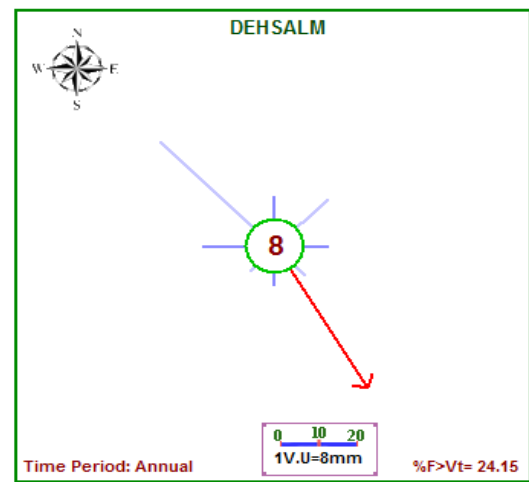 DEHSALM
N
W E
S
8
0 10 20
1V.U=8mm
Time Period: Annual
%F>Vt= 24.15